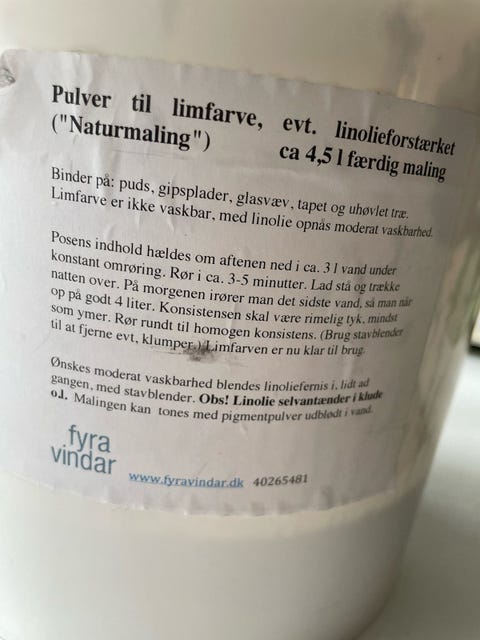 Pulver til limfarve, evt. linolieforstærket
("Naturmaling") ca 4,5 l færdig maling
Binder på: puds, gipsplader, glasvæv, tapet og uhøvlet træ.
Limfarve er ikke vaskbar, med linolie opnås moderat vaskbarhed.
Posens indhold hældes om aftenen ned i ca. 3 l vand under
konstant omrøring. Rør i ca. 3-5 minutter. Lad stå og trække
natten over. På morgenen irører man det sidste vand, så man når
op på godt 4 liter. Konsistensen skal være rimelig tyk, mindst
som ymer. Rør rundt til homogen konsistens. (Brug stavblender
til at fjerne evt, klumper.) Limfarven er nu klar til brug.
Ønskes moderat vaskbarhed blendes linoliefernis i, lidt ad
gangen, med stavblender. Obs! Linolie selvantænder i klude
o.l. Malingen kan tones med pigmentpulver udblødt i vand.
fyra
vindar
www.fyravindar.dk 40265481